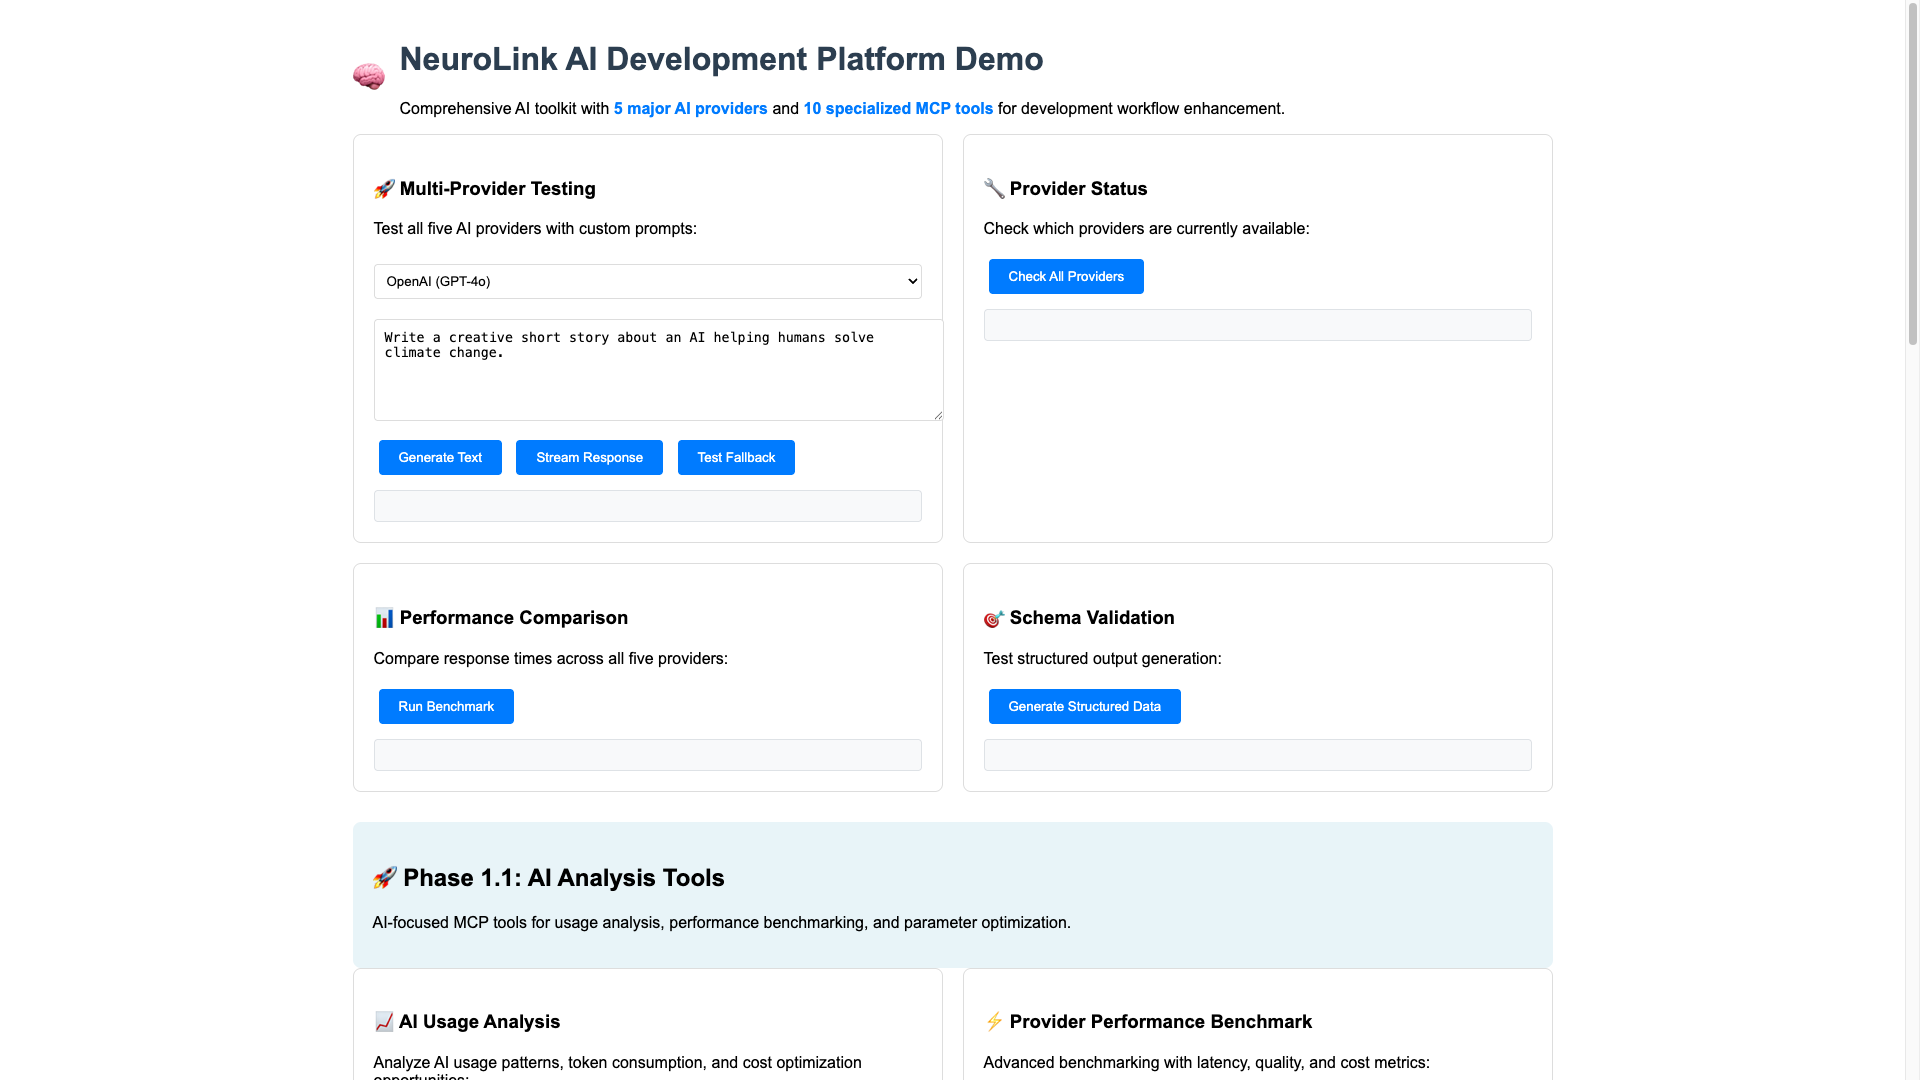 NeuroLink AI Development Platform Demo
Comprehensive AI toolkit with 5 major AI providers and 10 specialized MCP tools for development workflow enhancement.
Multi-Provider Testing
Test all five AI providers with custom prompts:
OpenAI (GPT-4o)
Write a creative short story about an AI helping humans solve
climate change.
Generate Text
Stream Response
Test Fallback
Provider Status
Check which providers are currently available:
Check All Providers
Performance Comparison
Compare response times across all five providers:
Run Benchmark
Schema Validation
Test structured output generation:
Generate Structured Data
Phase 1.1: AI Analysis Tools
AI-focused MCP tools for usage analysis, performance benchmarking, and parameter optimization.
AI Usage Analysis
Analyze AI usage patterns, token consumption, and cost optimization
opportunities:
Provider Performance Benchmark
Advanced benchmarking with latency, quality, and cost metrics: